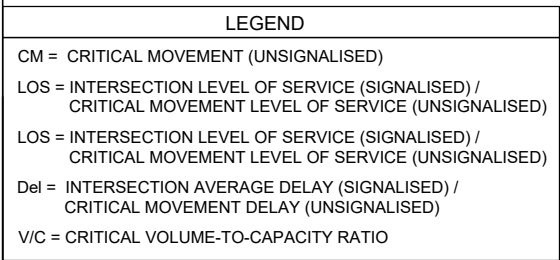 LEGEND
CM = CRITICAL MOVEMENT (UNSIGNALISED)
LOS = INTERSECTION LEVEL OF SERVICE (SIGNALISED) /
CRITICAL MOVEMENT LEVEL OF SERVICE (UNSIGNALISED)
LOS = INTERSECTION LEVEL OF SERVICE (SIGNALISED) /
CRITICAL MOVEMENT LEVEL OF SERVICE (UNSIGNALISED)
Del = INTERSECTION AVERAGE DELAY (SIGNALISED) /
CRITICAL MOVEMENT DELAY (UNSIGNALISED)
V/C = CRITICAL VOLUME-TO-CAPACITY RATIO